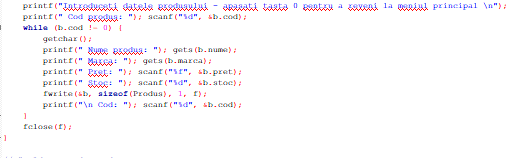 printf("Introduceti datele produsului - apasati tasta 0 pentru a reveni la meniul principal \n");
printf(" Cod produs: "); scanf("%d", &b.cod);
while (b.cod != 0) {
getchar();
printf(" Nume produs: "); gets(b.nume);
printf(" Marca: "); gets(b.marca);
printf(" Pret: "); scanf("%f", &b.pret);
printf(" Stoc: "); scanf("%d", &b.stoc);
fwrite(&b, sizeof(Produs), 1, f);
printf("\n Cod: "); scanf("%d", &b.cod);
}
fclose(f);
}